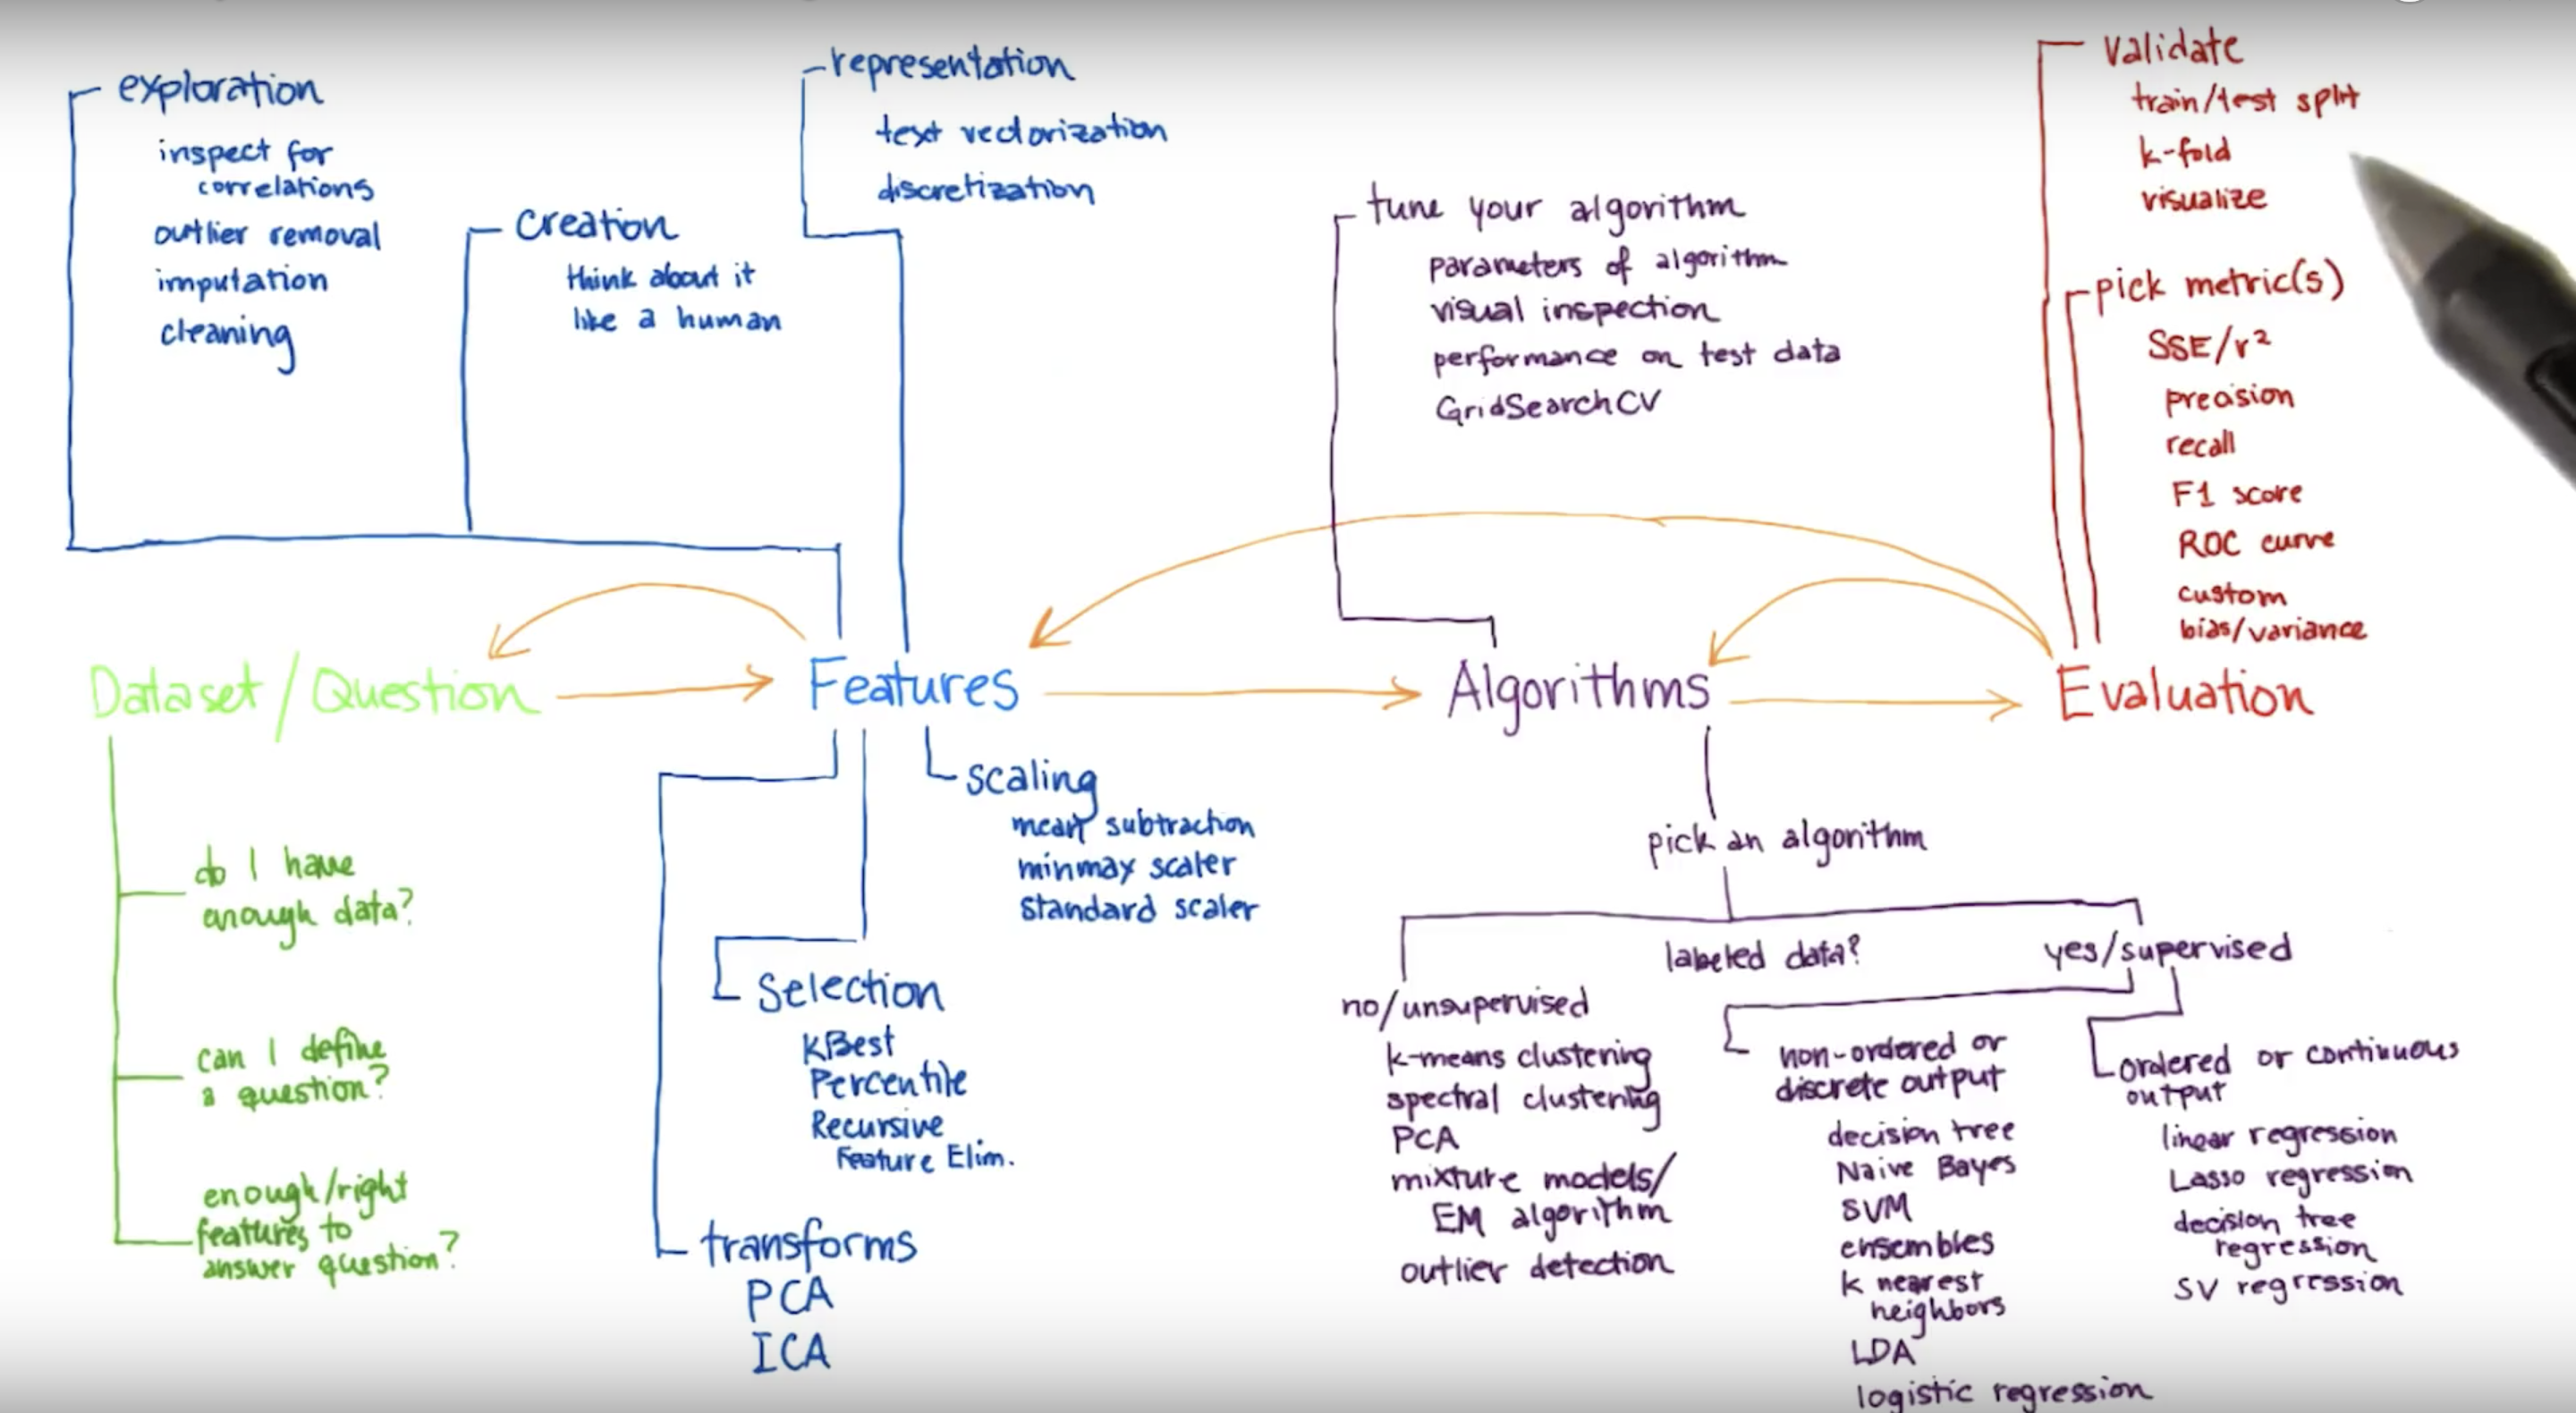 exploration
inspect for
correlations
outlier removal
imputation
cleaning
creation
think about it
like a human
representation
text vectorization
discretization
tune your algorithm
parameters of algorithm
visual inspection
performance on test data
GridSearchCV
validate
train/test split
k-fold
visualize
pick metric(s)
SSE/r²
precision
recall
F1 score
ROC curve
custom
bias/variance
Dataset/Question
Features
Algorithms
Evaluation
do I have
enough data?
can I define
a question?
enough/right
features to
answer question?
scaling
mean subtraction
minmax scaler
standard scaler
Selection
KBest
Percentile
Recursive
Feature Elim.
transforms
PCA
ICA
pick an algorithm
labeled data?
no/unsupervised
k-means clustering
spectral clustering
PCA
mixture models/
EM algorithm
outlier detection
yes/supervised
non-ordered or
discrete output
decision tree
Naive Bayes
SVM
ensembles
k nearest
neighbors
LDA
logistic regression
ordered or continuous
output
linear regression
Lasso regression
decision tree
regression
SV regression